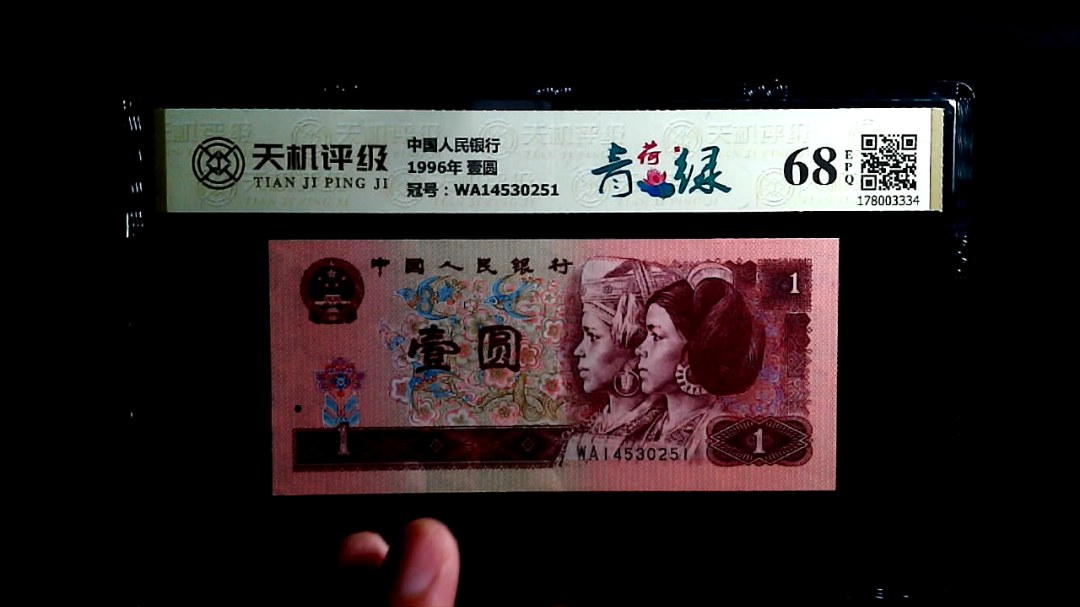 天机评级
TIAN JI PING JI
中国人民银行
1996年 壹圆
冠号：WA14530251
青荷绿
68
EPQ
178003334
中國人民銀行
1
壹圆
1
WA14530251
1